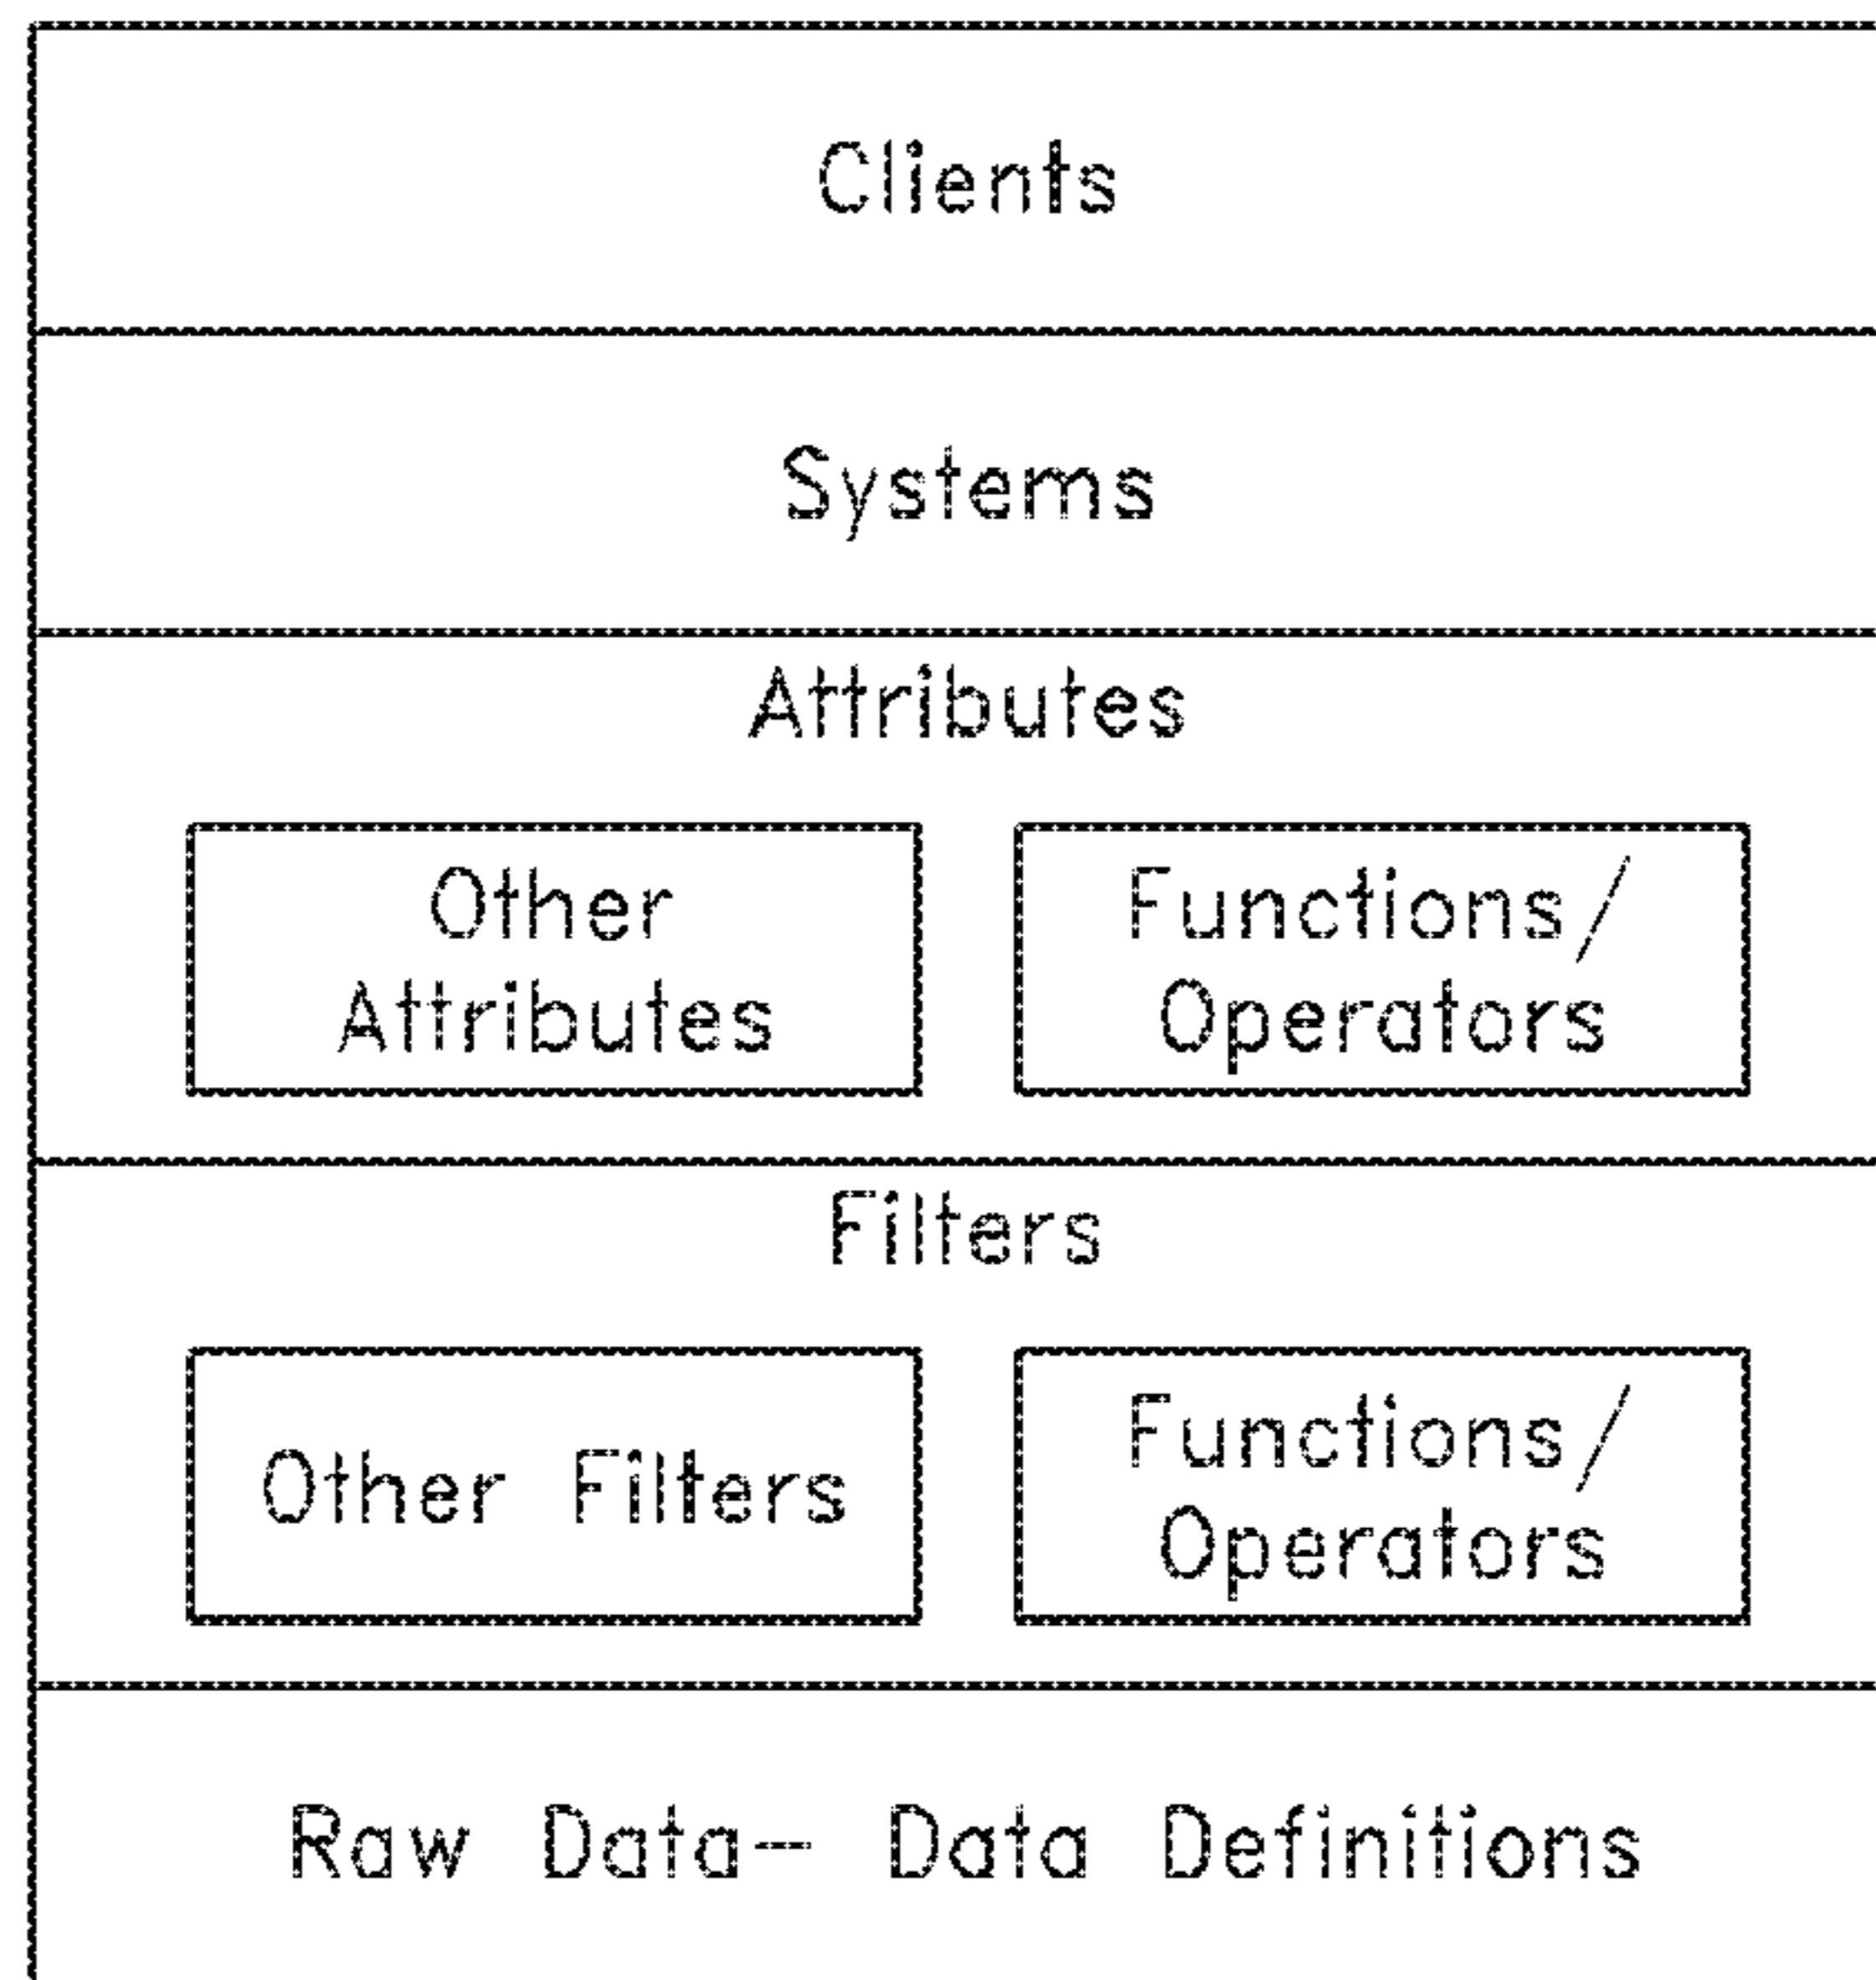 Clients
Systems
Attributes
Other
Attributes
Functions/
Operators
Filters
Other Filters
Functions/
Operators
Raw Data- Data Definitions